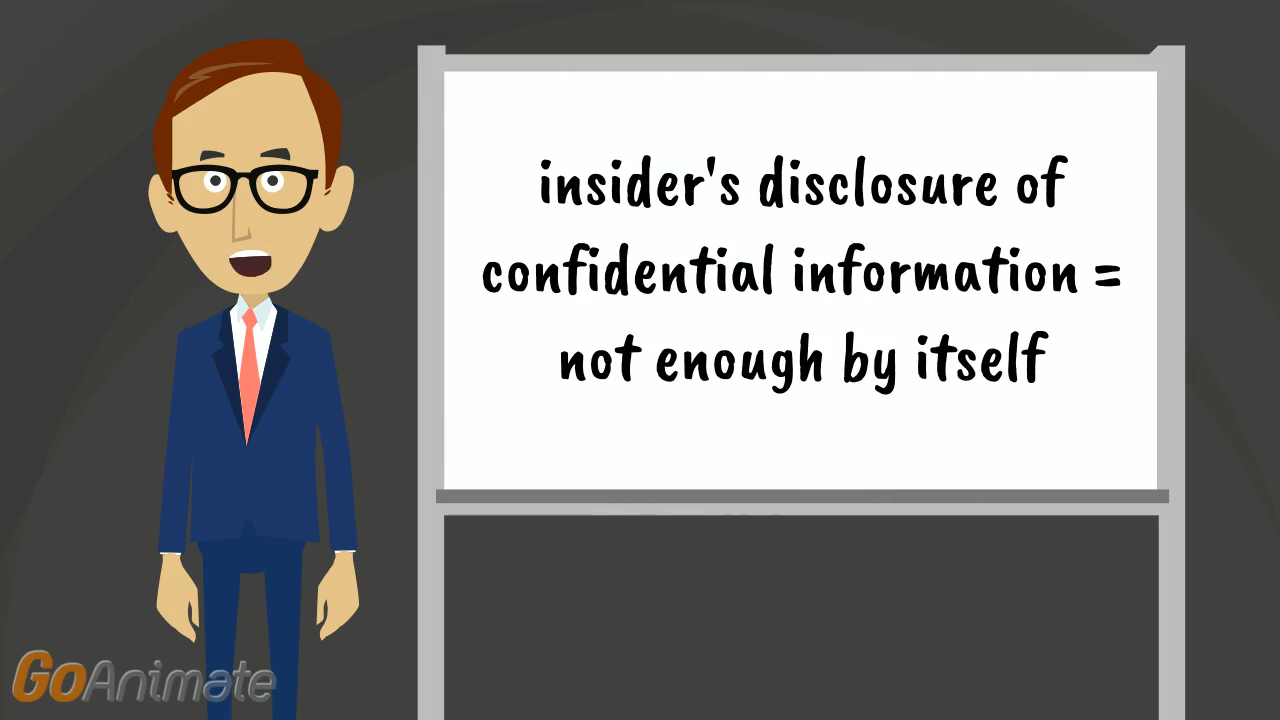 insider's disclosure of
confidential information =
not enough by itself
GoAnimate